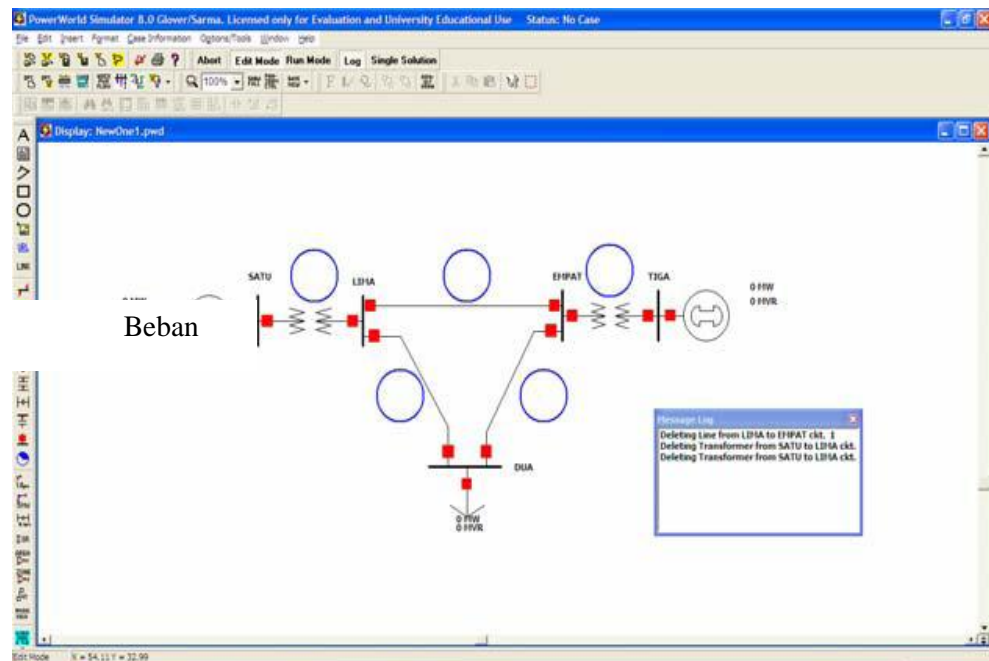 PowerWorld Simulator 8.0 Glover/Sarma. Licensed only for Evaluation and University Educational Use Status: No Case
File Edit Insert Format Case Information Options/Tools Window Help
Abort Edit Mode Run Mode Log Single Solution
100%
Display: NewOne1.pwd
SATU
LIMA
EMPAT
TIGA
0 MW
0 MVR
Beban
DUA
0 MW
0 MVR
Message Log
Deleting Line from LIMA to EMPAT ckt. 1
Deleting Transformer from SATU to LIMA ckt.
Deleting Transformer from SATU to LIMA ckt.
Edit Mode X = 54.11 Y = 32.99